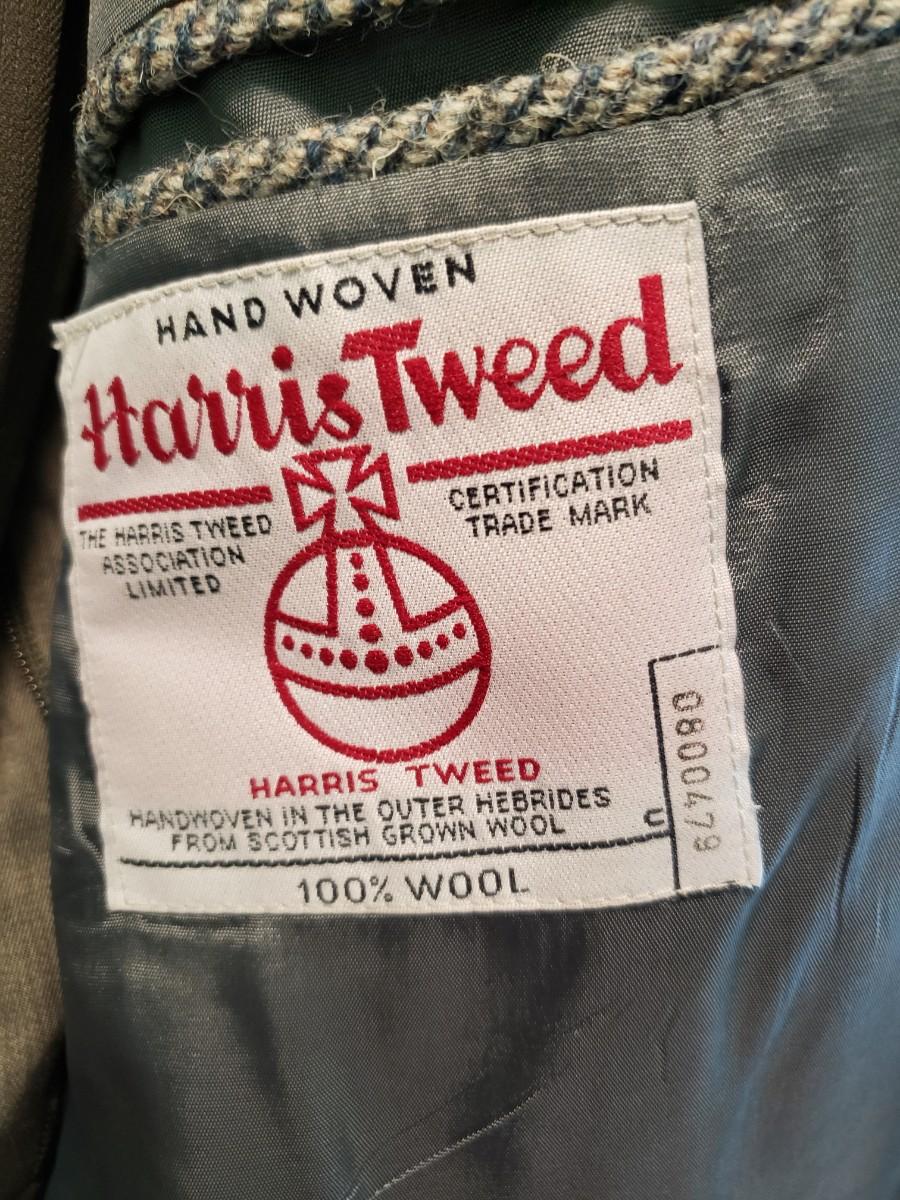 HAND WOVEN
Harris Tweed
THE HARRIS TWEED
ASSOCIATION
LIMITED
CERTIFICATION
TRADE MARK
HARRIS TWEED
HANDWOVEN IN THE OUTER HEBRIDES
FROM SCOTTISH GROWN WOOL
100% WOOL
C
0800479